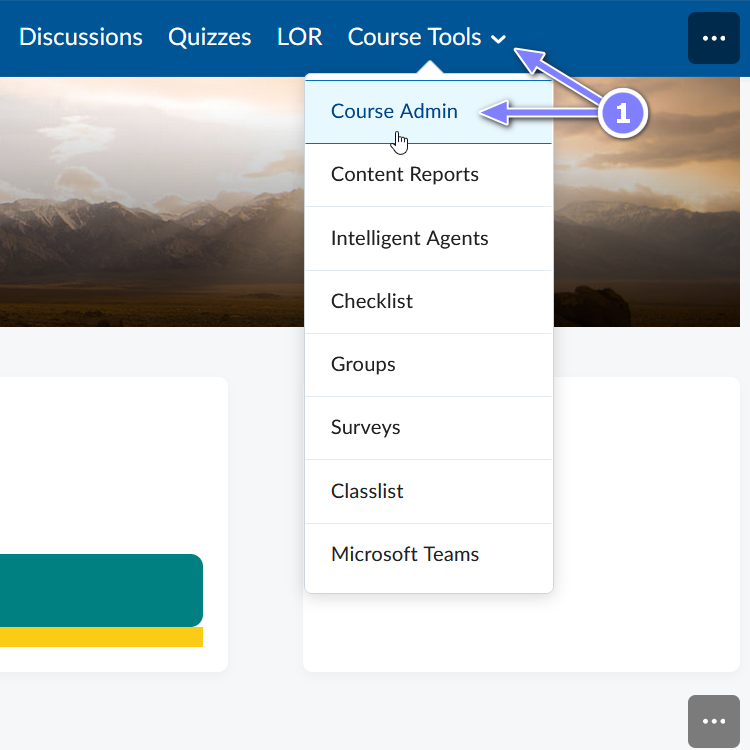 Discussions Quizzes LOR Course Tools
Course Admin
1
Content Reports
Intelligent Agents
Checklist
Groups
Surveys
Classlist
Microsoft Teams